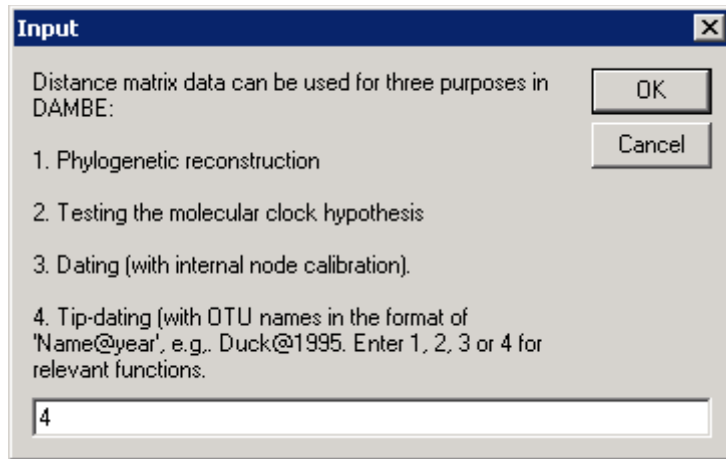 Input
Distance matrix data can be used for three purposes in
DAMBE:
OK
Cancel
1. Phylogenetic reconstruction
2. Testing the molecular clock hypothesis
3. Dating (with internal node calibration).
4. Tip-dating (with OTU names in the format of
'Name@year', e.g,. Duck@1995. Enter 1, 2, 3 or 4 for
relevant functions.
4